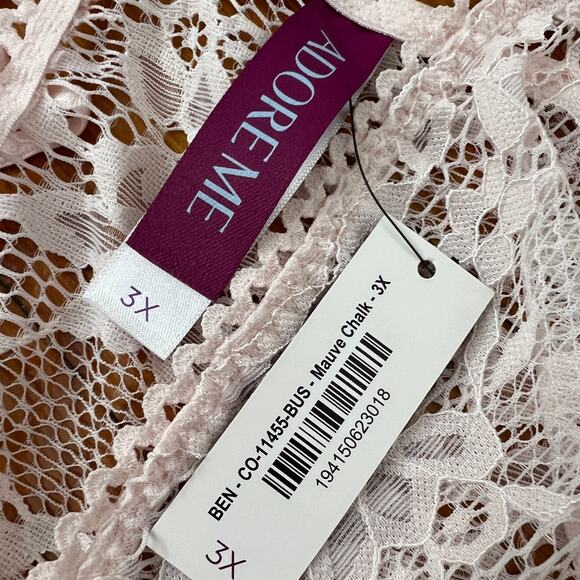 ADORE ME
3X
BEN - CO-11455-BUS - Mauve Chalk - 3X
194150623018
3X